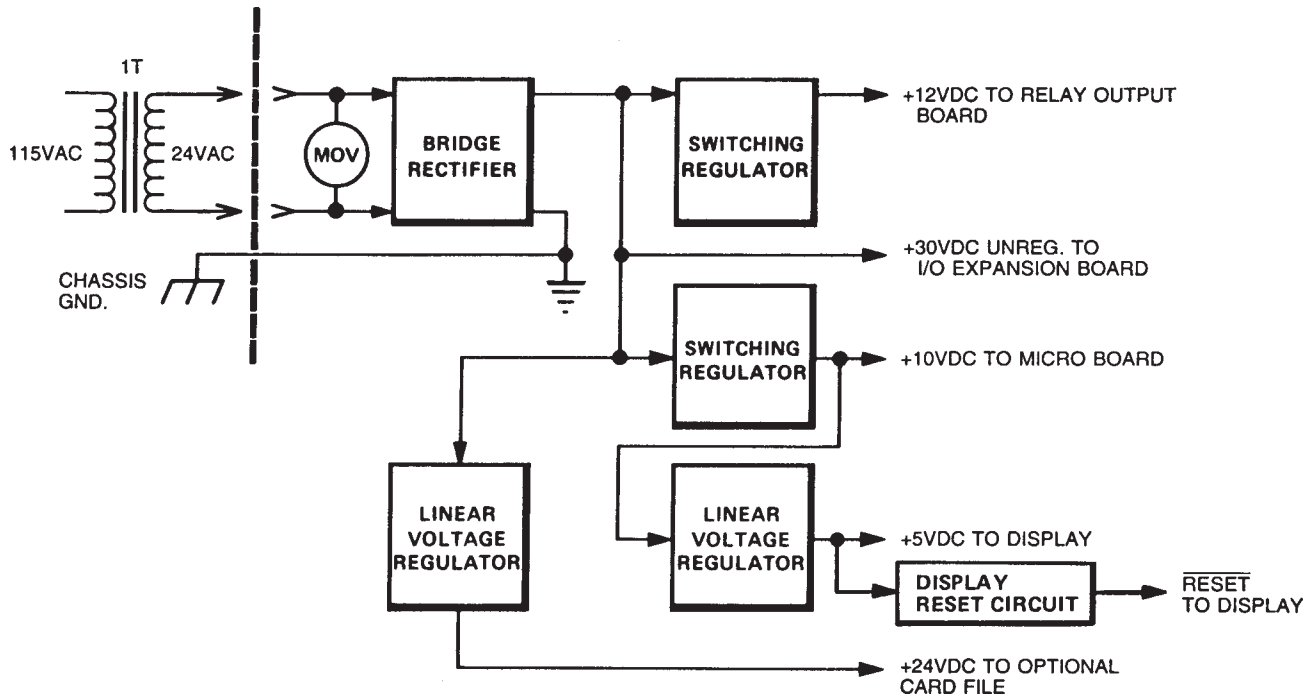 1T
115VAC
24VAC
MOV
BRIDGE
RECTIFIER
SWITCHING
REGULATOR
+12VDC TO RELAY OUTPUT
BOARD
CHASSIS
GND.
+30VDC UNREG. TO
I/O EXPANSION BOARD
SWITCHING
REGULATOR
+10VDC TO MICRO BOARD
LINEAR
VOLTAGE
REGULATOR
LINEAR
VOLTAGE
REGULATOR
+5VDC TO DISPLAY
DISPLAY
RESET CIRCUIT
RESET
TO DISPLAY
+24VDC TO OPTIONAL
CARD FILE